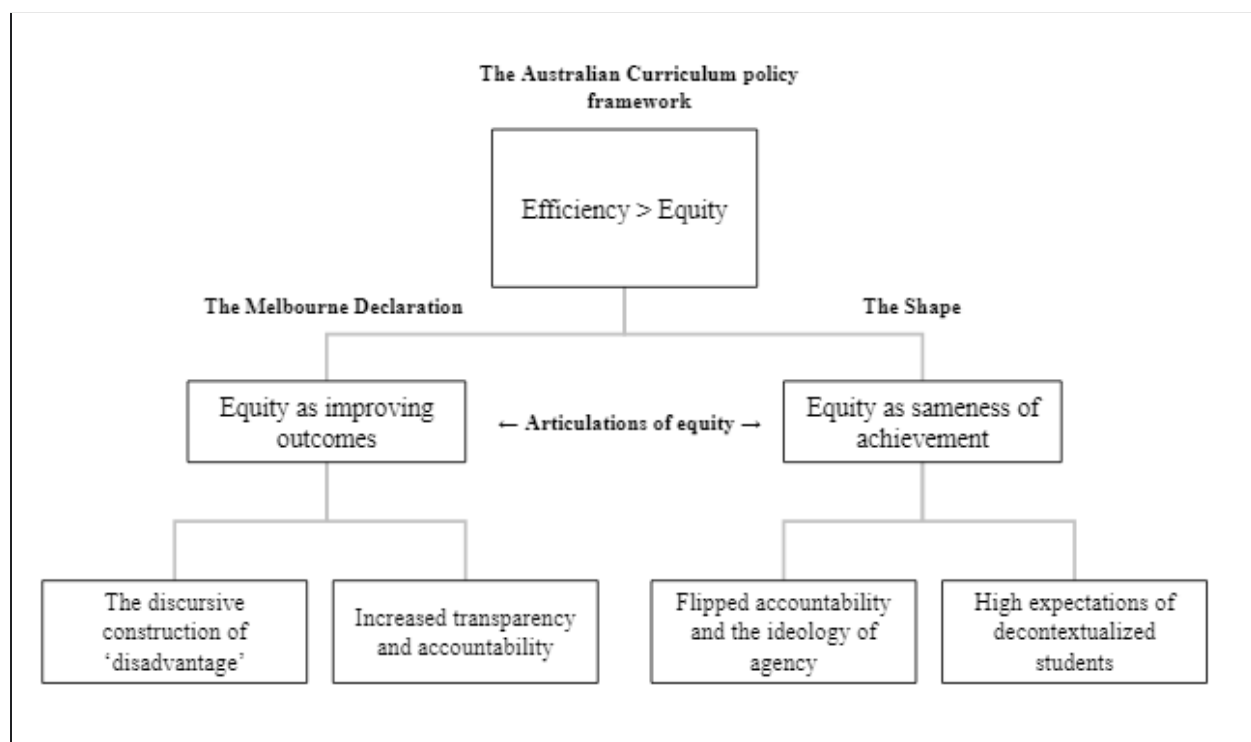 The Australian Curriculum policy
framework
Efficiency > Equity
The Melbourne Declaration
The Shape
Equity as improving
outcomes
← Articulations of equity →
Equity as sameness of
achievement
The discursive
construction of
‘disadvantage’
Increased transparency
and accountability
Flipped accountability
and the ideology of
agency
High expectations of
decontextualized
students